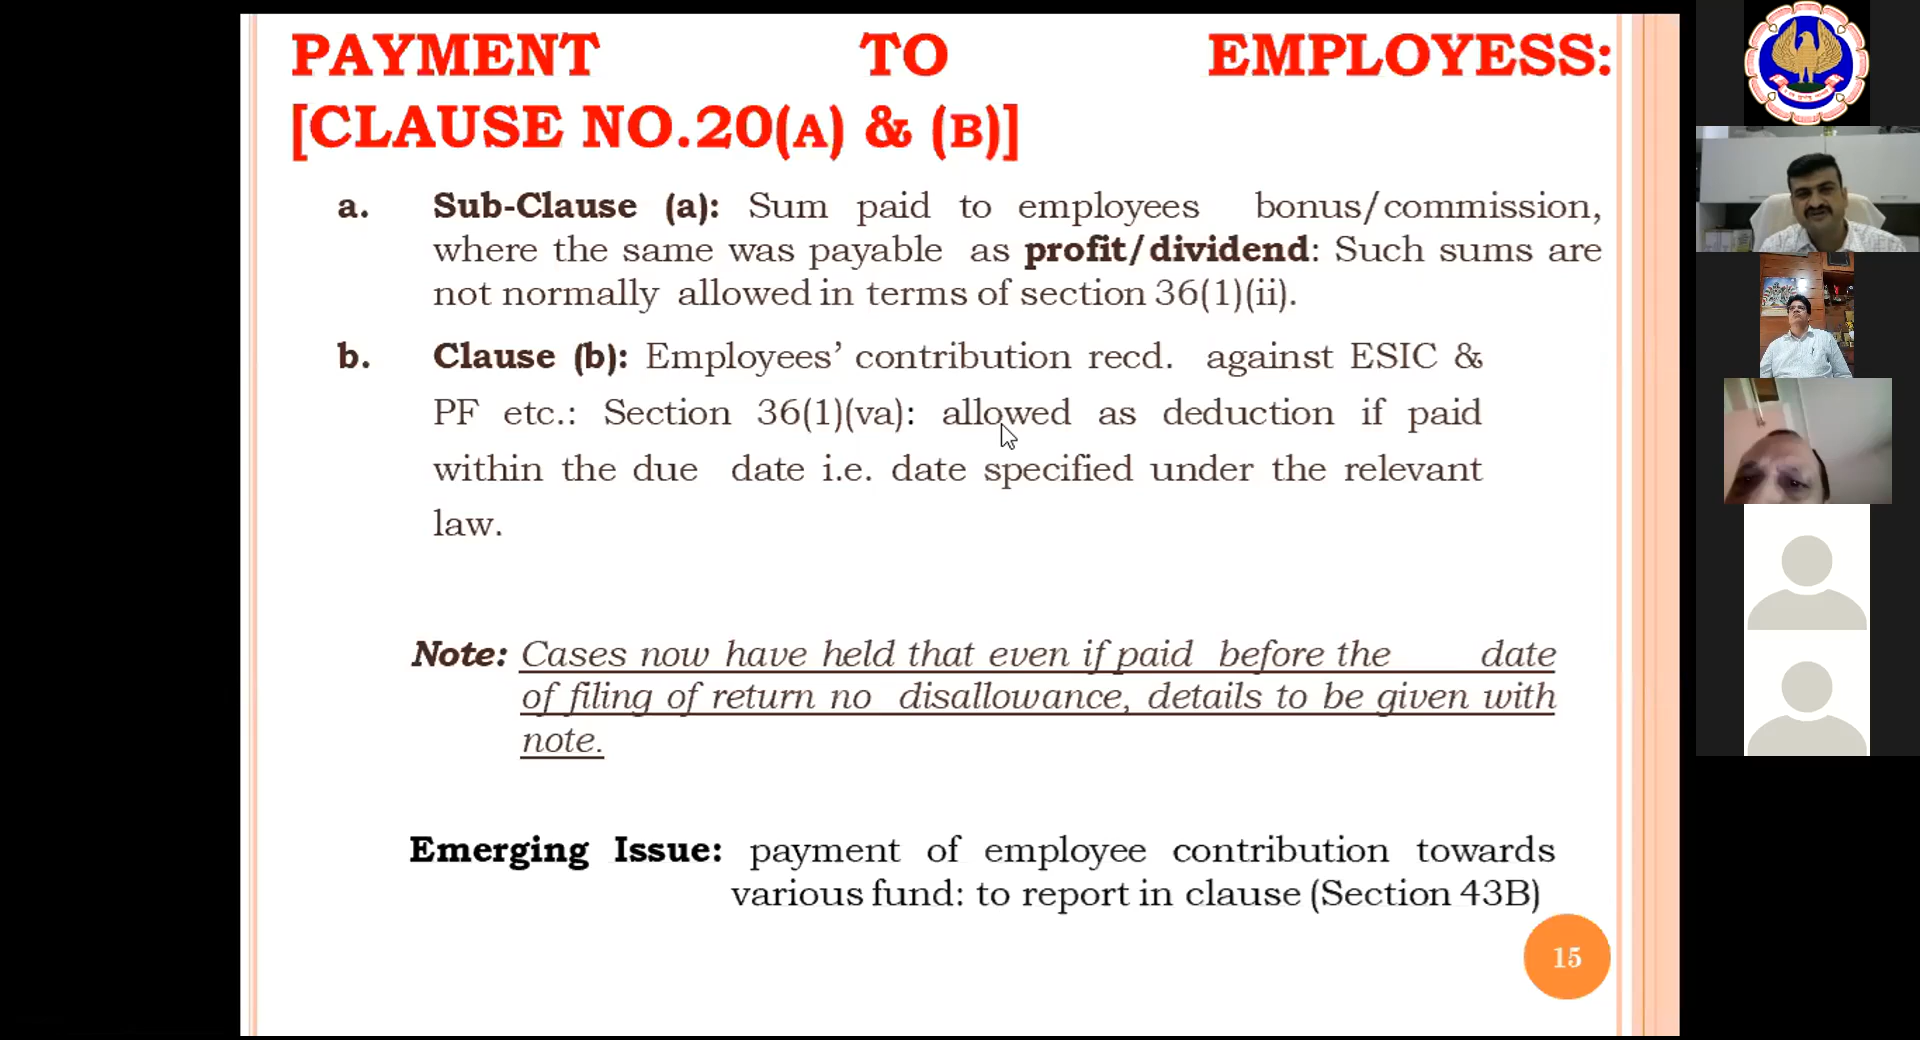 PAYMENT TO EMPLOYESS:
[CLAUSE NO.20(A) & (B)]
a. Sub-Clause (a): Sum paid to employees bonus/commission,
where the same was payable as profit/dividend: Such sums are
not normally allowed in terms of section 36(1)(ii).
b. Clause (b): Employees’ contribution recd. against ESIC &
PF etc.: Section 36(1)(va): allowed as deduction if paid
within the due date i.e. date specified under the relevant
law.
Note: Cases now have held that even if paid before the date
of filing of return no disallowance, details to be given with
note.
Emerging Issue: payment of employee contribution towards
various fund: to report in clause (Section 43B)
15